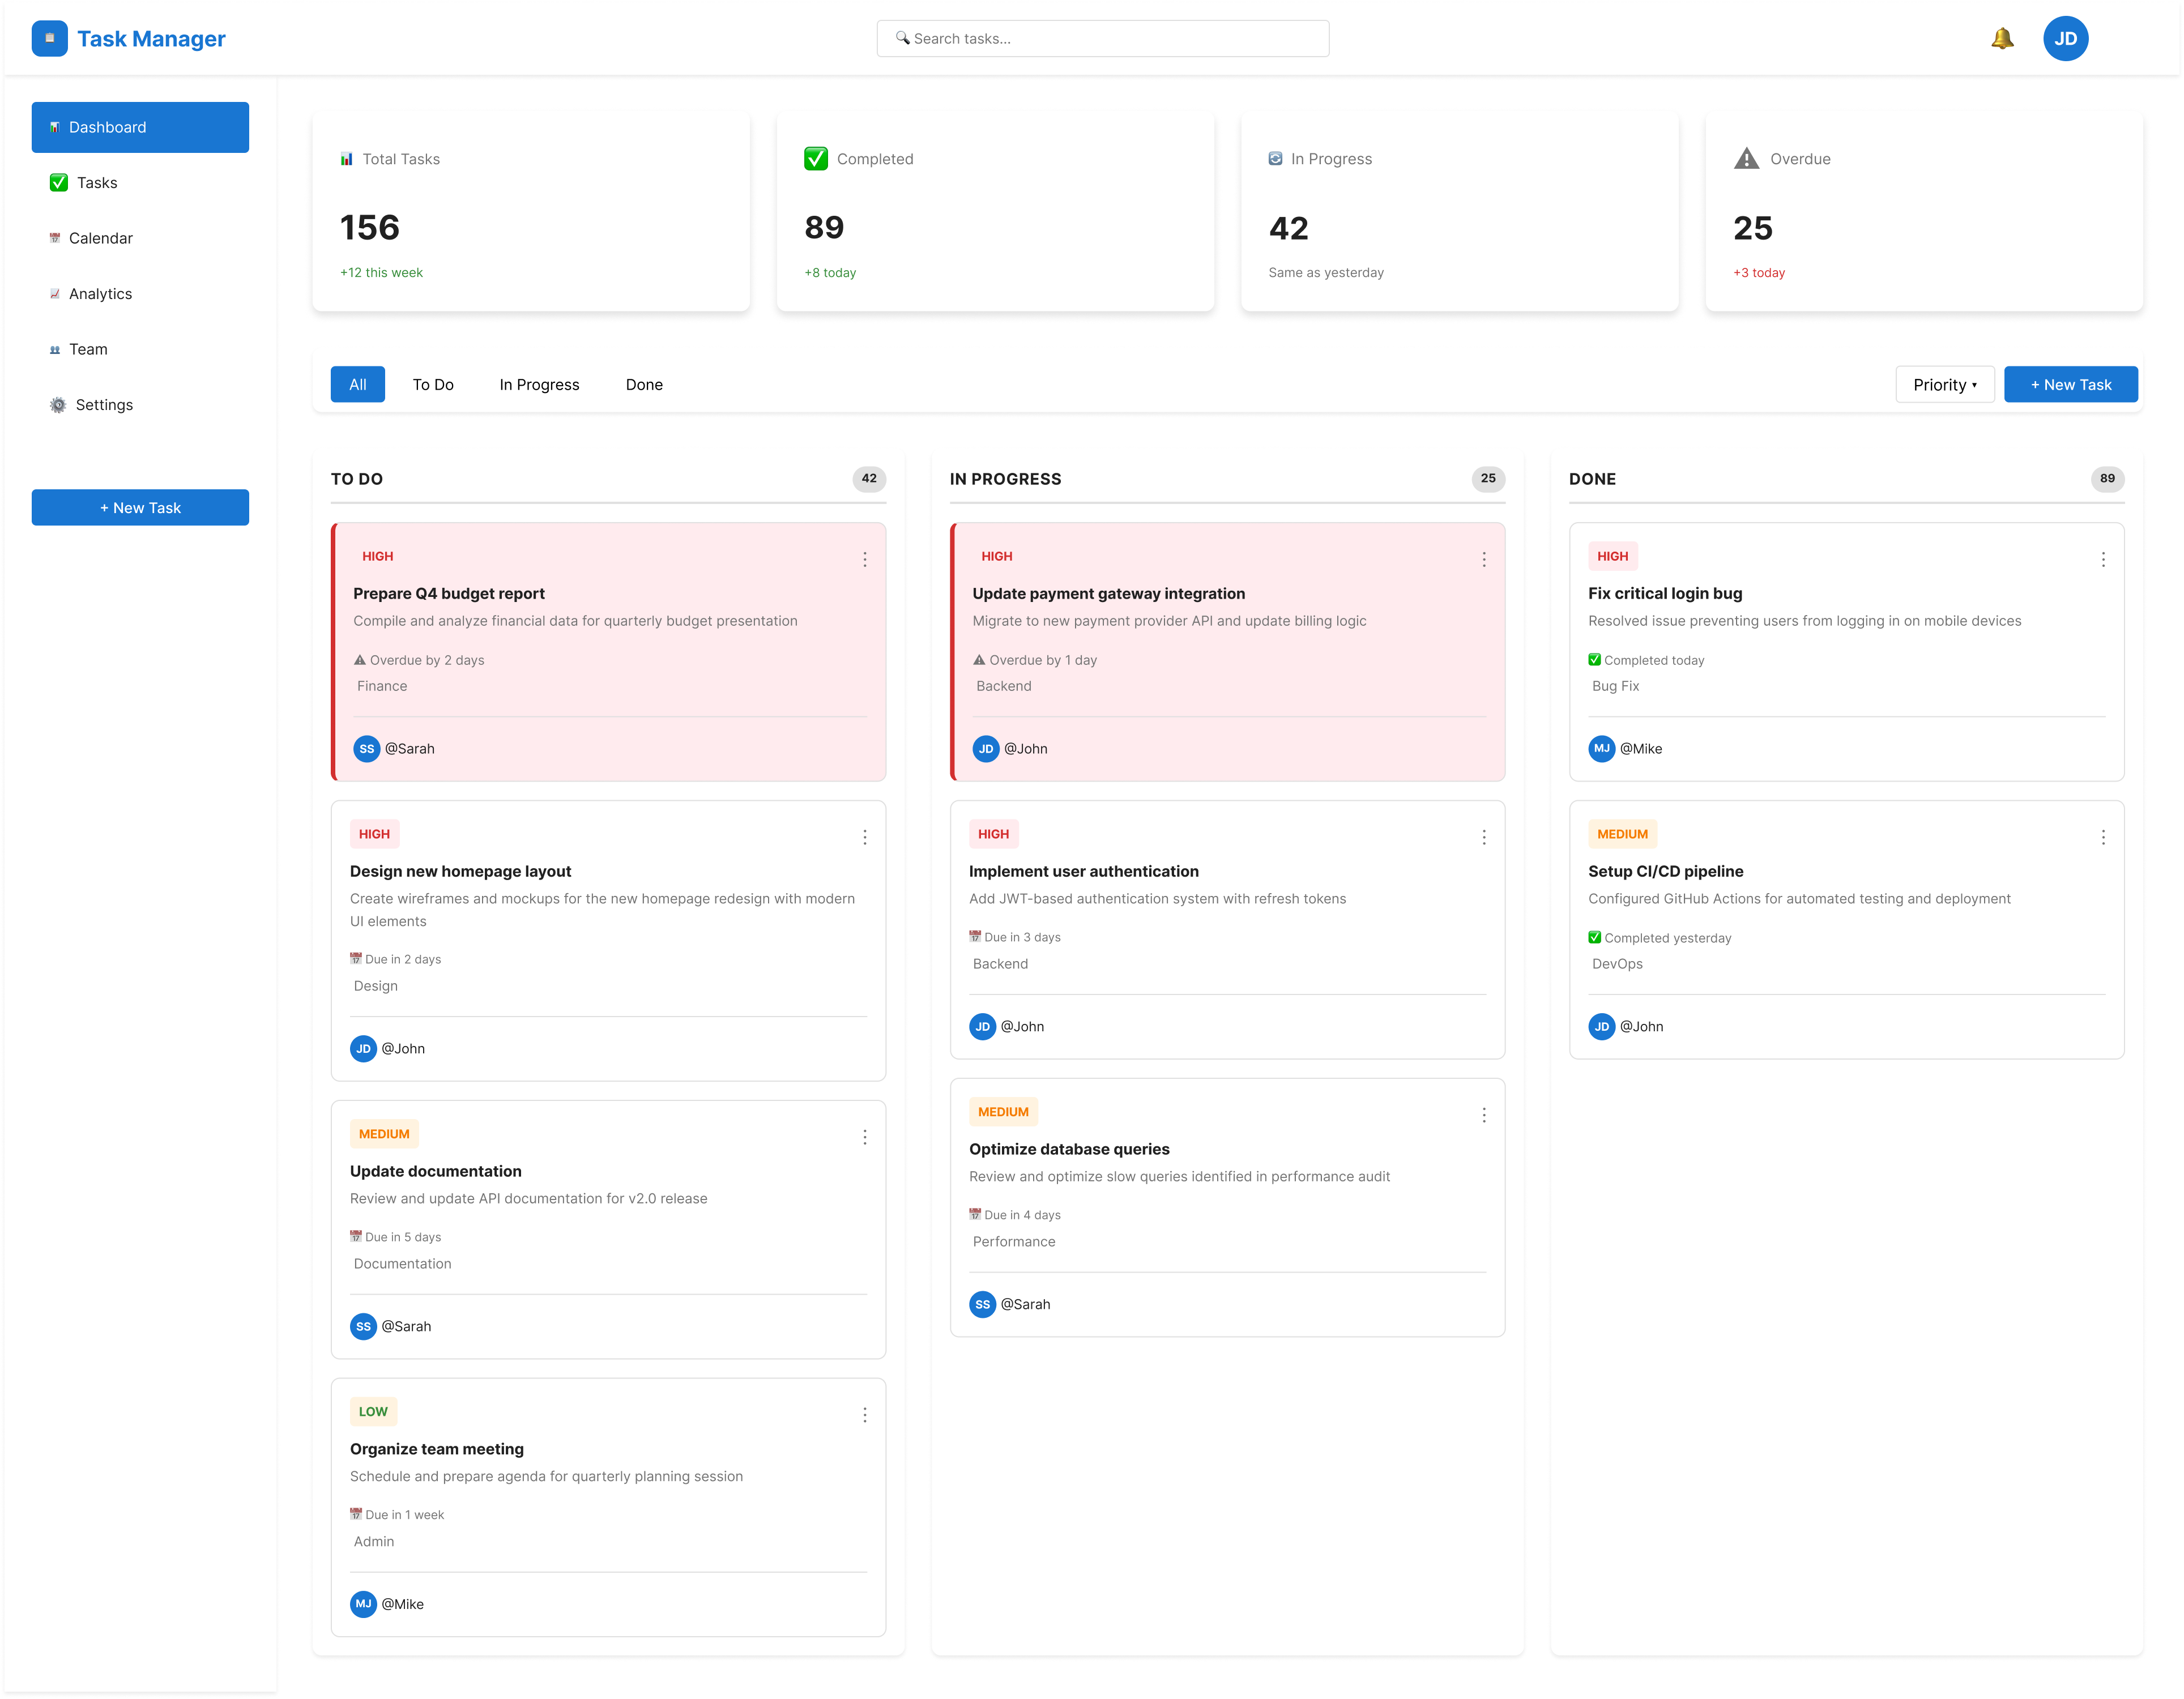 Task Manager
Search tasks...
JD
Dashboard
Tasks
Calendar
Analytics
Team
Settings
+ New Task
Total Tasks
156
+12 this week
Completed
89
+8 today
In Progress
42
Same as yesterday
Overdue
25
+3 today
All
To Do
In Progress
Done
Priority ▾
+ New Task
TO DO
42
HIGH
Prepare Q4 budget report
Compile and analyze financial data for quarterly budget presentation
Overdue by 2 days
Finance
SS @Sarah
HIGH
Design new homepage layout
Create wireframes and mockups for the new homepage redesign with modern
UI elements
Due in 2 days
Design
JD @John
MEDIUM
Update documentation
Review and update API documentation for v2.0 release
Due in 5 days
Documentation
SS @Sarah
LOW
Organize team meeting
Schedule and prepare agenda for quarterly planning session
Due in 1 week
Admin
MJ @Mike
IN PROGRESS
25
HIGH
Update payment gateway integration
Migrate to new payment provider API and update billing logic
Overdue by 1 day
Backend
JD @John
HIGH
Implement user authentication
Add JWT-based authentication system with refresh tokens
Due in 3 days
Backend
JD @John
MEDIUM
Optimize database queries
Review and optimize slow queries identified in performance audit
Due in 4 days
Performance
SS @Sarah
DONE
89
HIGH
Fix critical login bug
Resolved issue preventing users from logging in on mobile devices
Completed today
Bug Fix
MJ @Mike
MEDIUM
Setup CI/CD pipeline
Configured GitHub Actions for automated testing and deployment
Completed yesterday
DevOps
JD @John